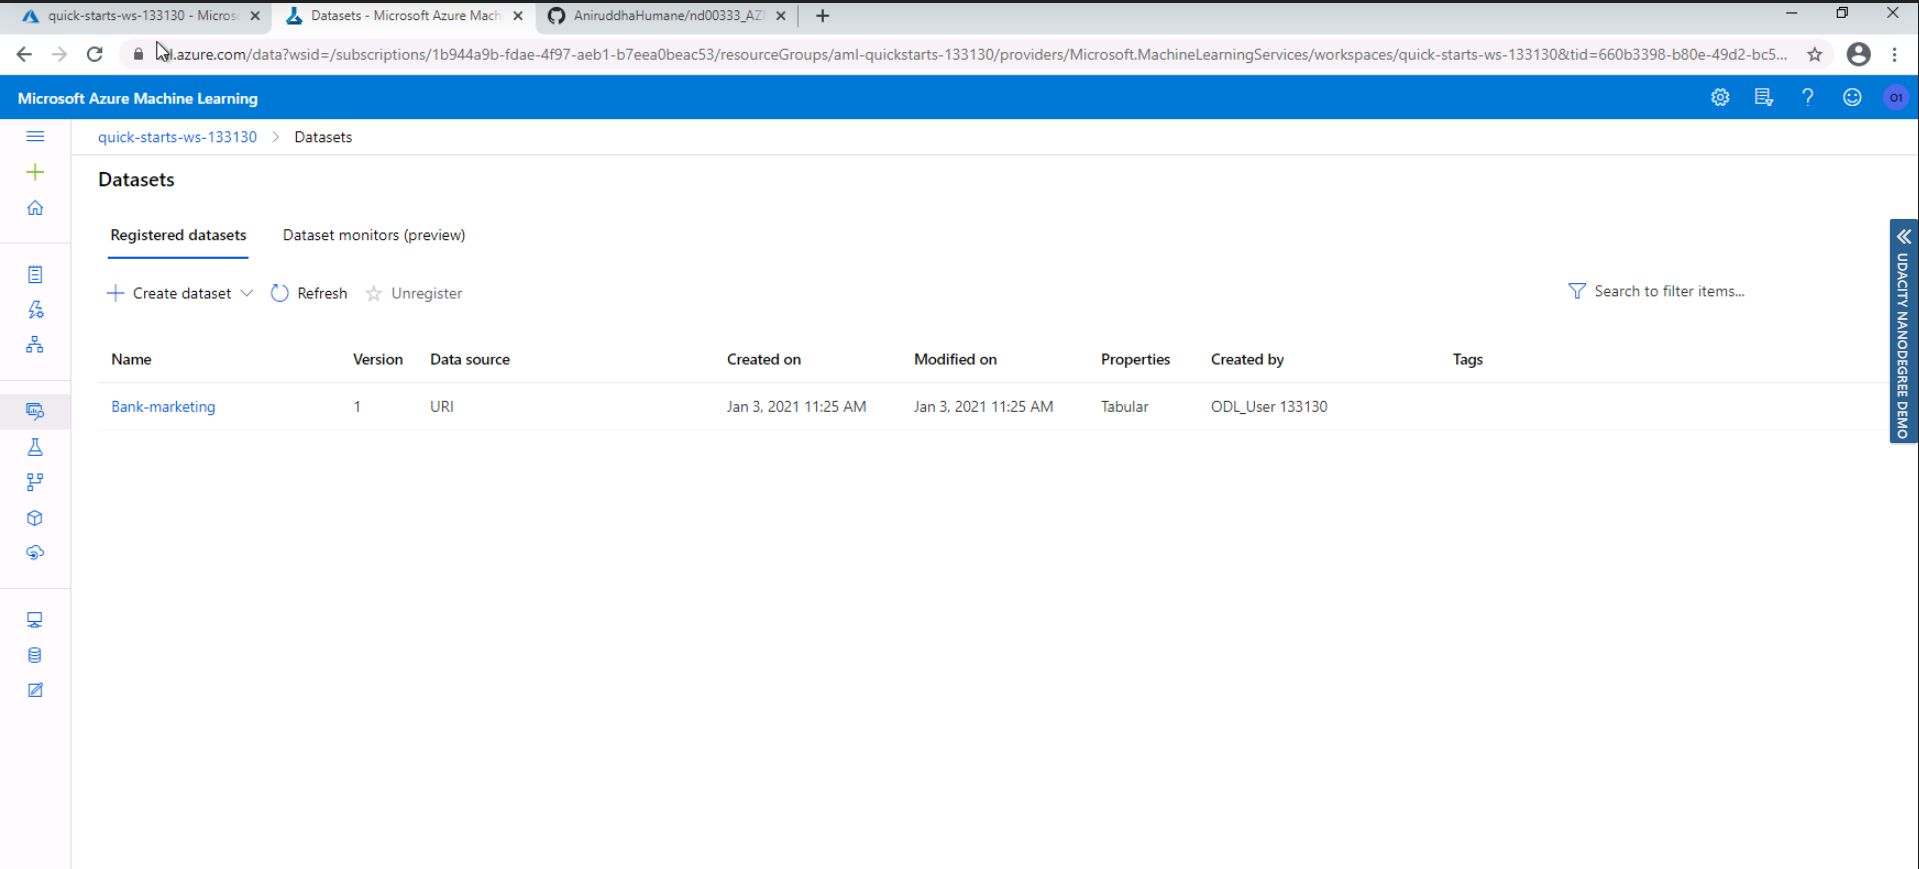 quick-starts-ws-133130 - Micros
Datasets - Microsoft Azure Mach
AniruddhaHumane/nd00333_AZ
.azure.com/data?wsid=/subscriptions/1b944a9b-fdae-4f97-aeb1-b7eea0beac53/resourceGroups/aml-quickstarts-133130/providers/Microsoft.MachineLearningServices/workspaces/quick-starts-ws-133130&tid=660b3398-b80e-49d2-bc5...
Microsoft Azure Machine Learning
?
O1
quick-starts-ws-133130 > Datasets
Datasets
Registered datasets Dataset monitors (preview)
Create dataset Refresh Unregister Search to filter items...
Name Version Data source Created on Modified on Properties Created by Tags
Bank-marketing 1 URI Jan 3, 2021 11:25 AM Jan 3, 2021 11:25 AM Tabular ODL_User 133130
UDACITY NANODEGREE DEMO